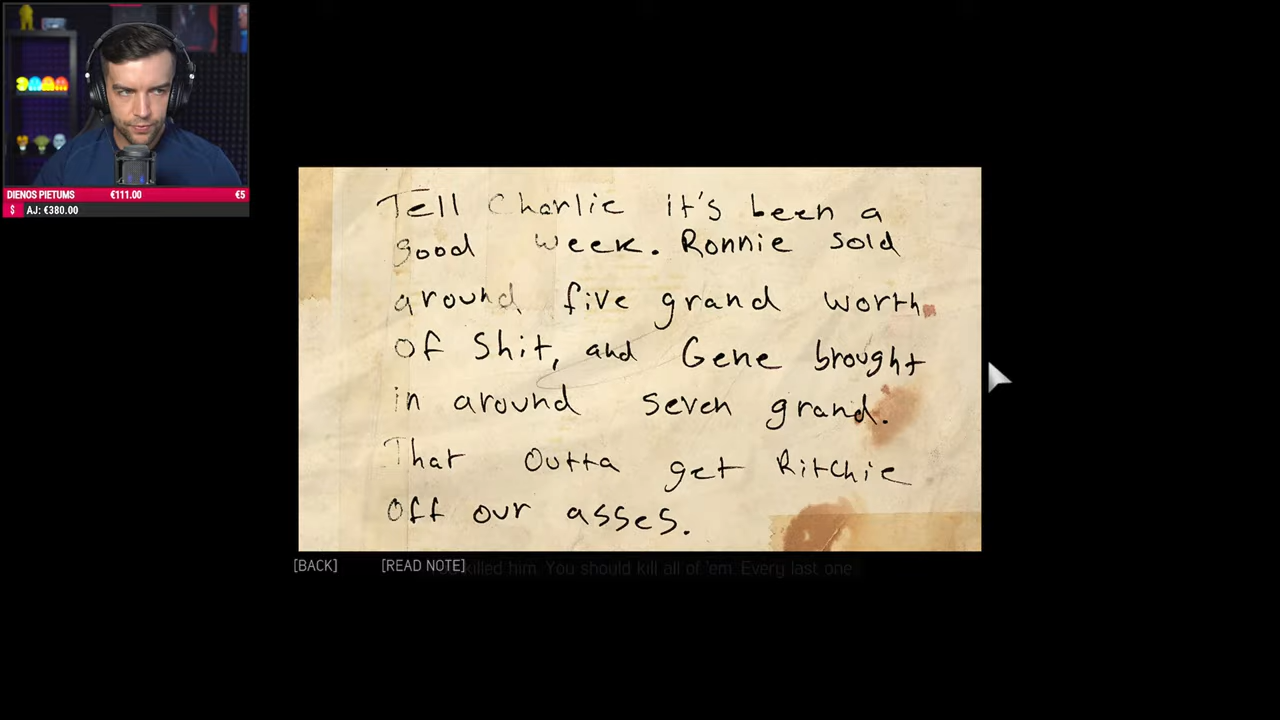 DIENOS PIETUMS €111.00 €5
$ AJ: €380.00
Tell Charlie it's been a
good week. Ronnie sold
around five grand worth
of Shit, and Gene brought
in around seven grand.
That Outta get Ritchie
Off our asses.
[BACK] [READ NOTE]
killed him. You should kill all of 'em. Every last one